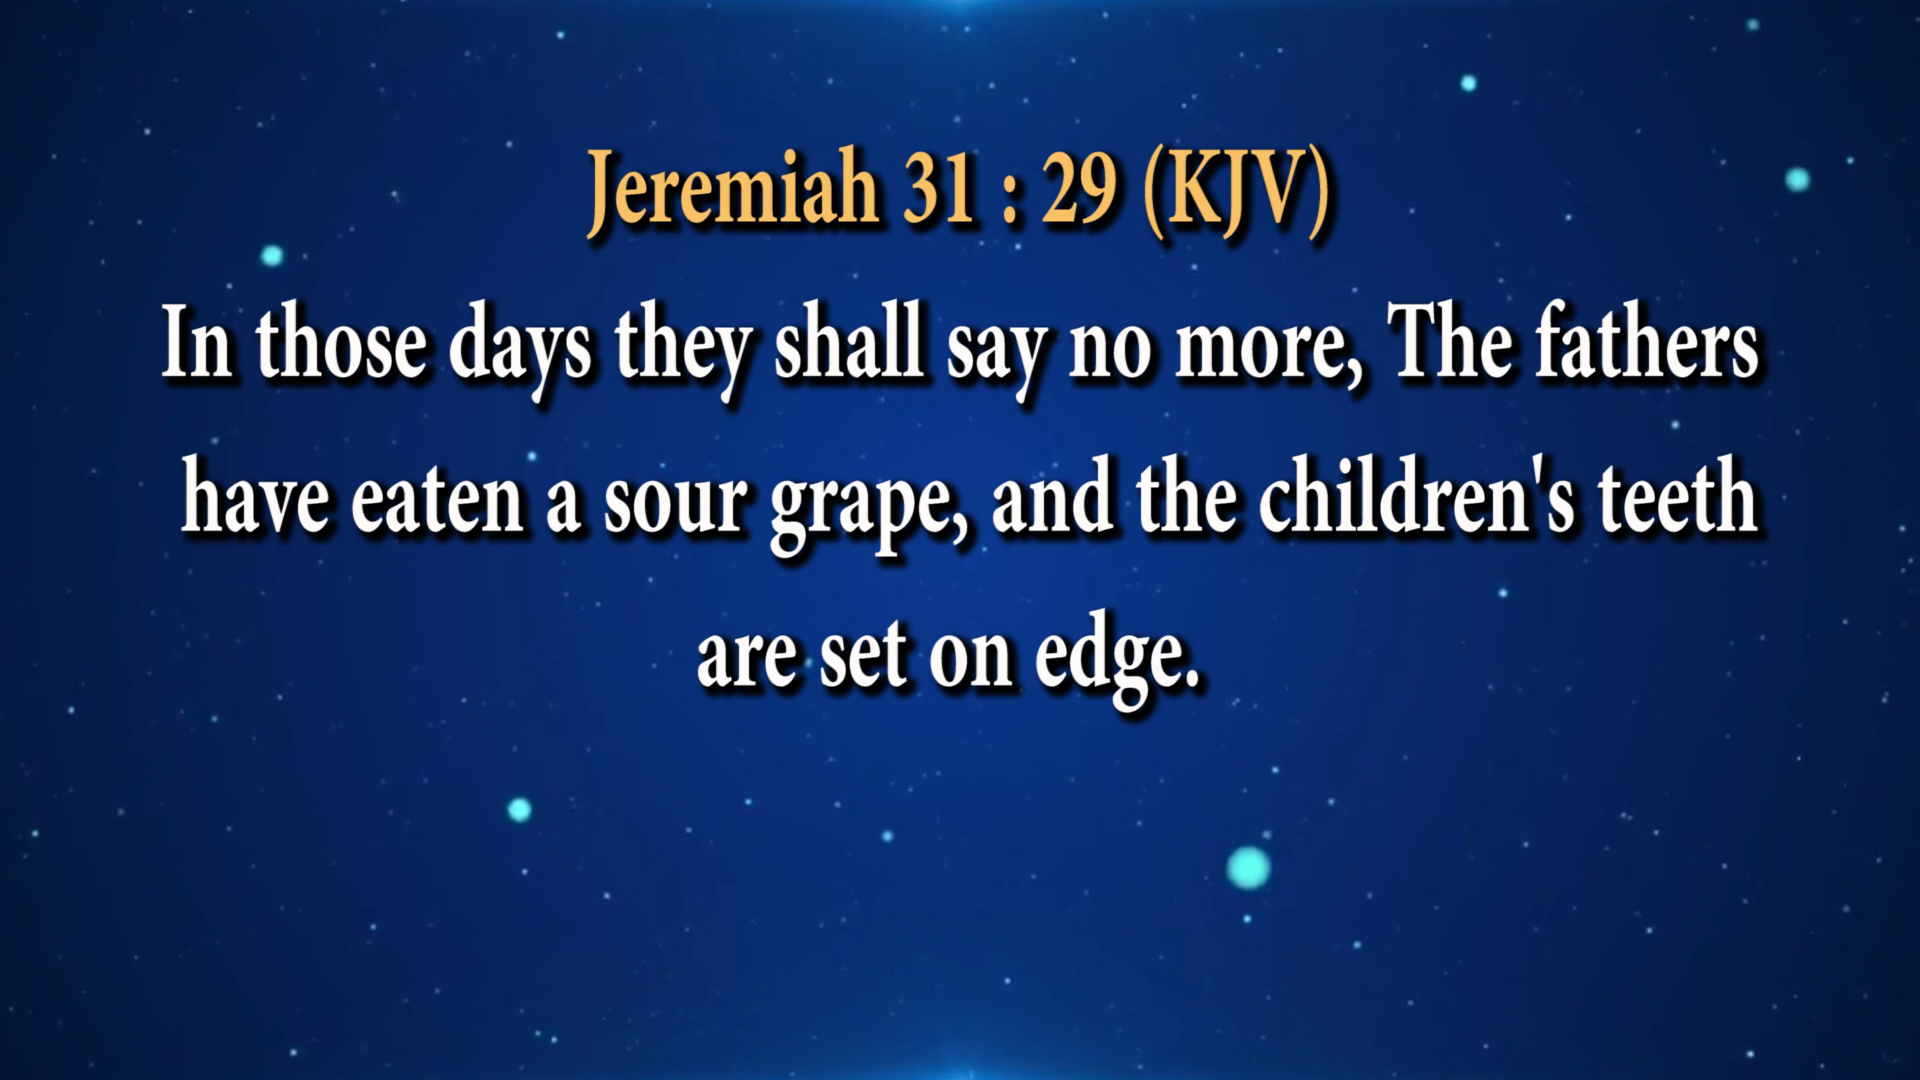 Jeremiah 31 : 29 (KJV)
In those days they shall say no more, The fathers
have eaten a sour grape, and the children's teeth
are set on edge.